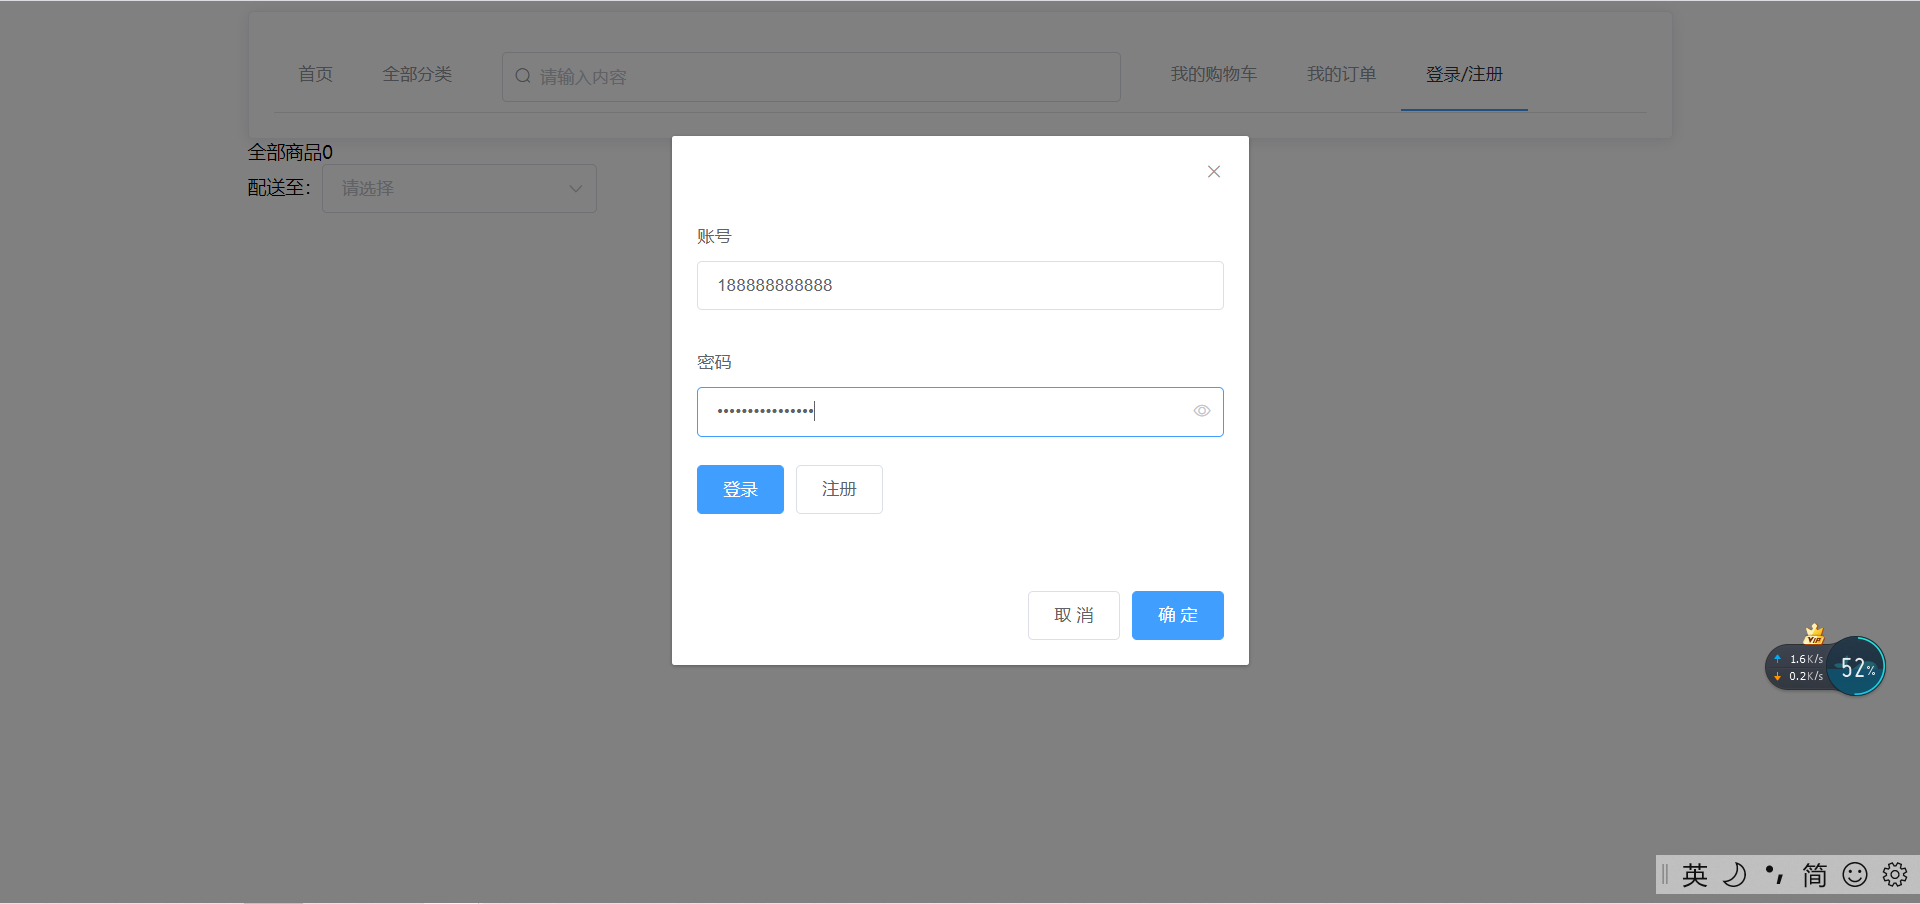 首页 全部分类 请输入内容 我的购物车 我的订单 登录/注册
全部商品0
配送至： 请选择
账号
188888888888
密码
••••••••••••••••
登录 注册
取 消 确 定
VIP
1.6K/s
0.2K/s
52%
英 简